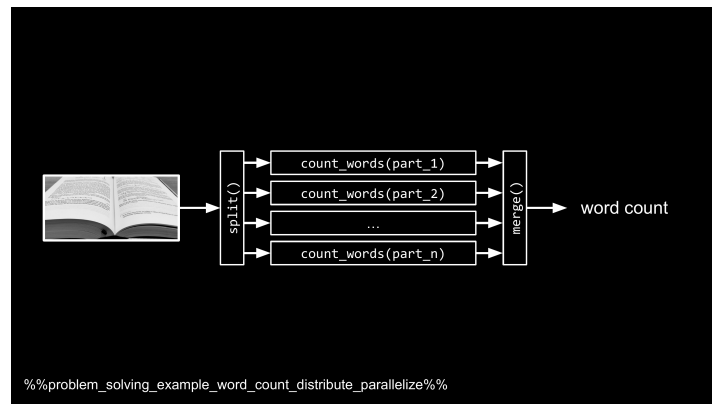 split()
count_words(part_1)
count_words(part_2)
...
count_words(part_n)
merge()
word count
%%problem_solving_example_word_count_distribute_parallelize%%